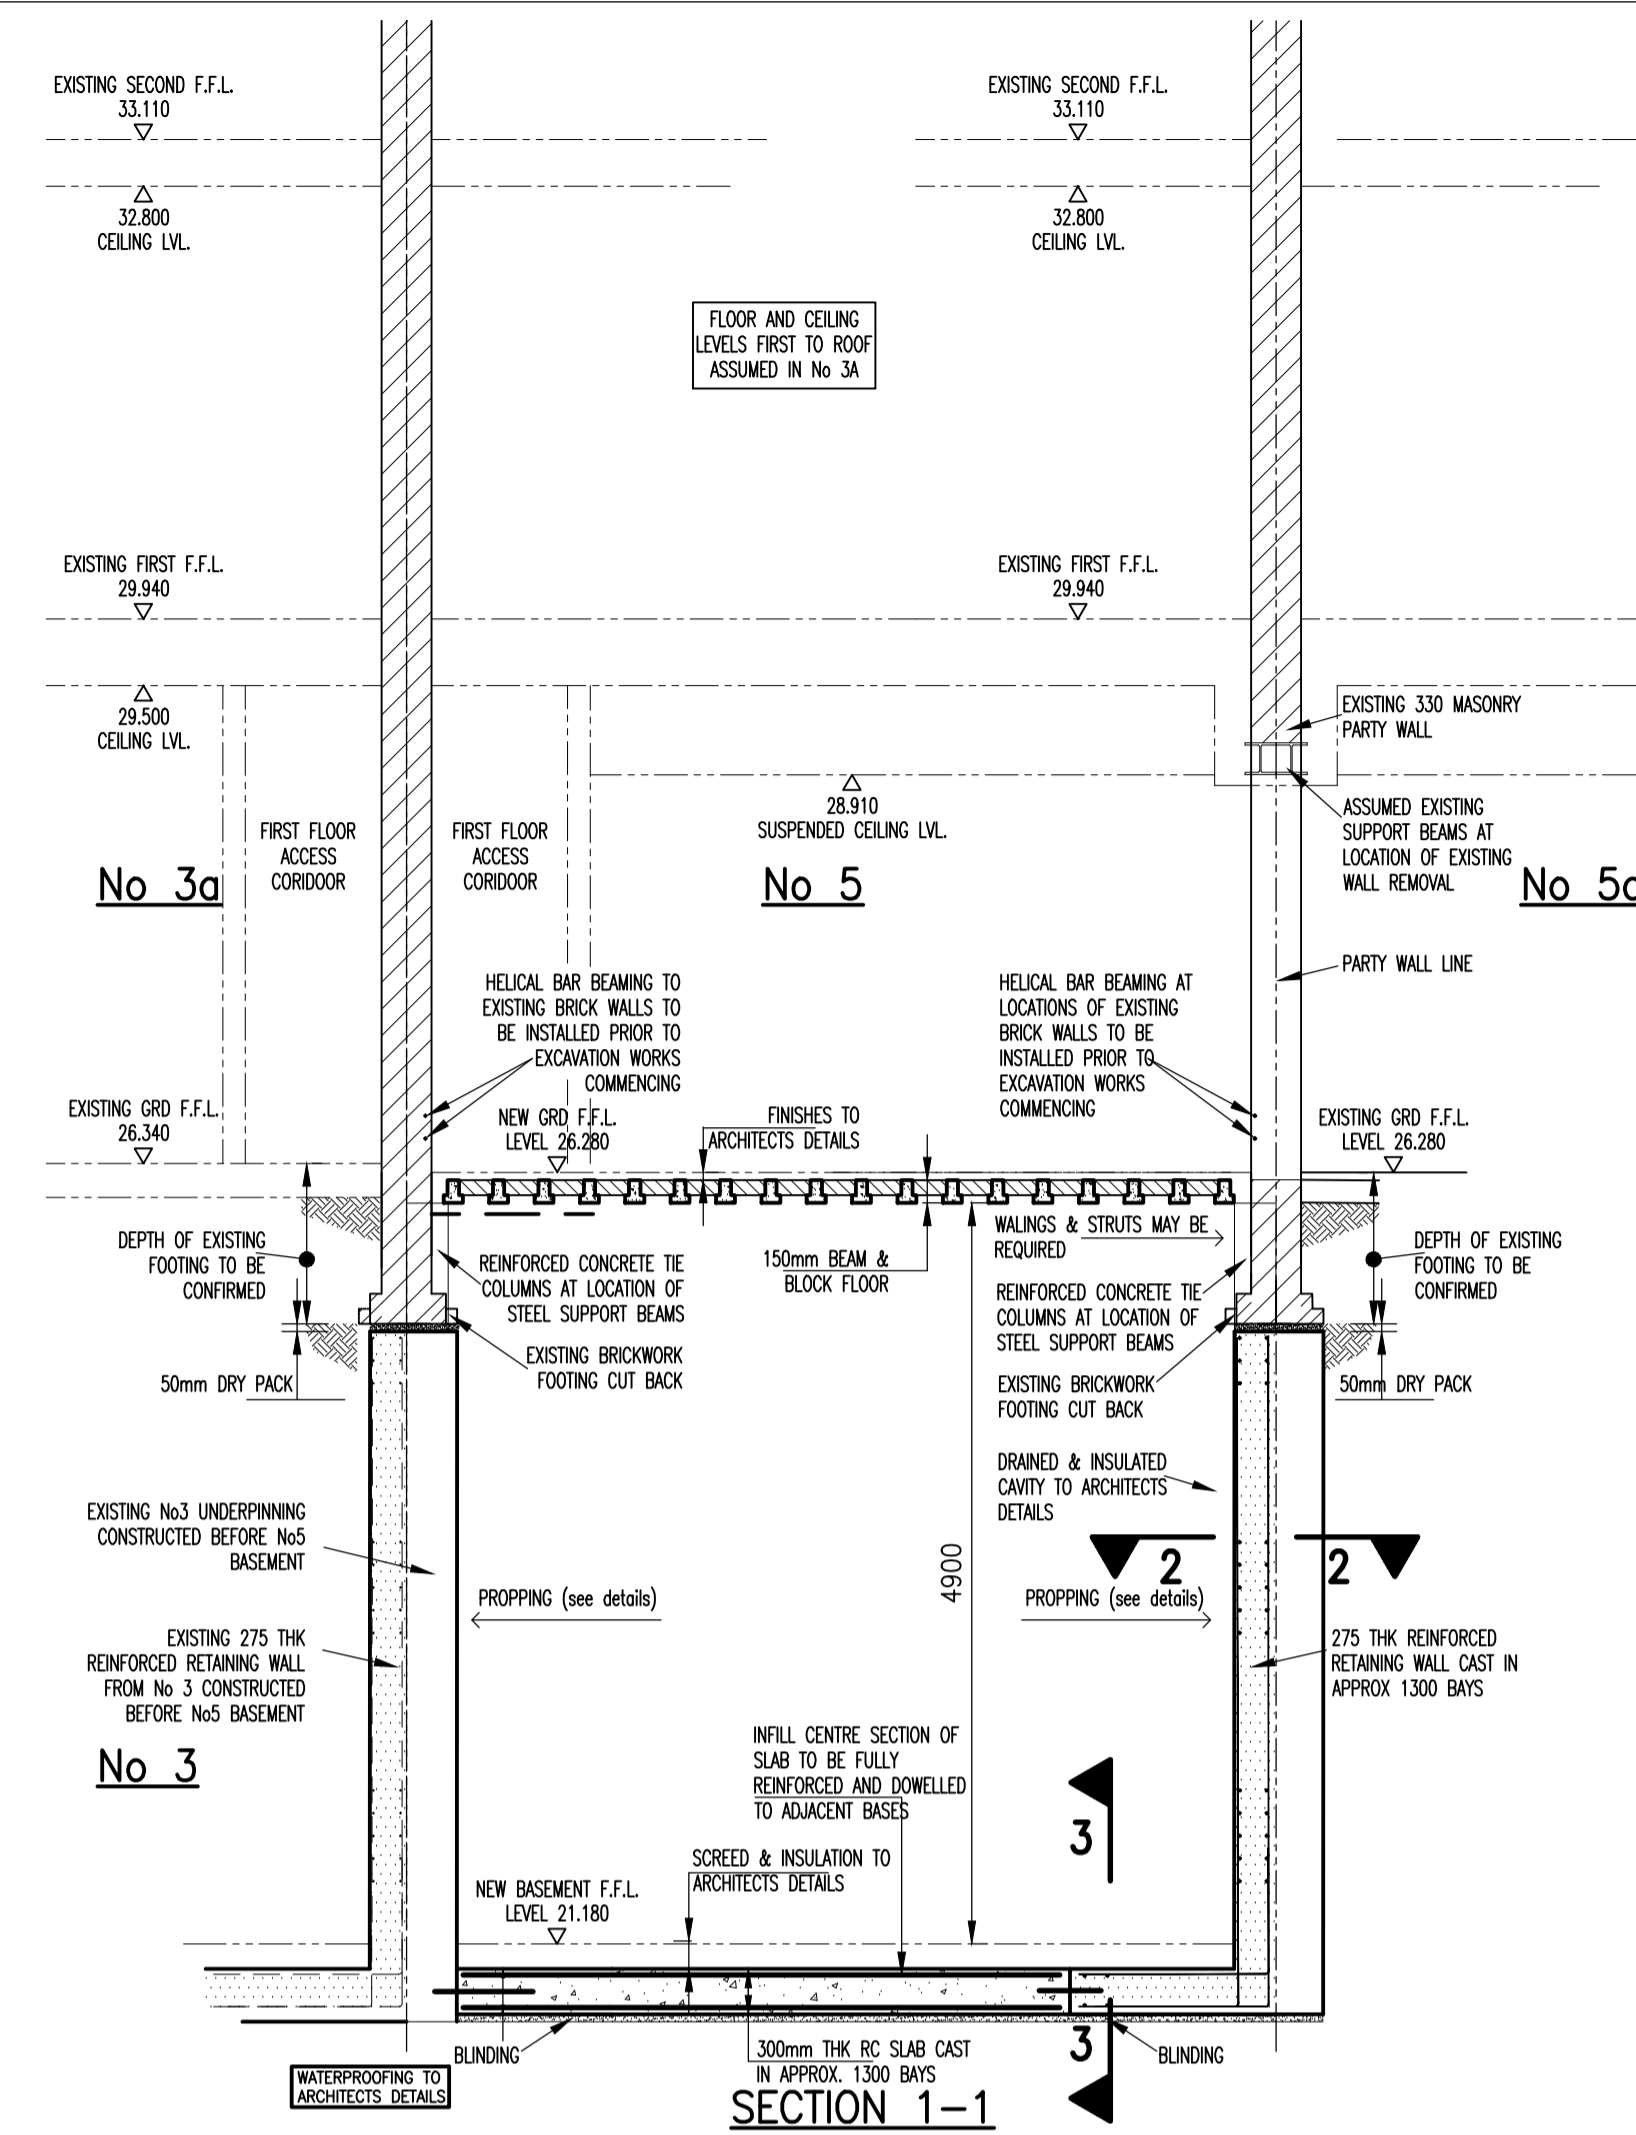 EXISTING SECOND F.F.L.
33.110
32.800
CEILING LVL.
EXISTING SECOND F.F.L.
33.110
32.800
CEILING LVL.
FLOOR AND CEILING
LEVELS FIRST TO ROOF
ASSUMED IN No 3A
EXISTING FIRST F.F.L.
29.940
29.500
CEILING LVL.
EXISTING FIRST F.F.L.
29.940
EXISTING 330 MASONRY
PARTY WALL
28.910
SUSPENDED CEILING LVL.
ASSUMED EXISTING
SUPPORT BEAMS AT
LOCATION OF EXISTING
WALL REMOVAL
FIRST FLOOR
ACCESS
CORIDOOR
FIRST FLOOR
ACCESS
CORIDOOR
No 3a
No 5
No 5
PARTY WALL LINE
HELICAL BAR BEAMING TO
EXISTING BRICK WALLS TO
BE INSTALLED PRIOR TO
EXCAVATION WORKS
COMMENCING
HELICAL BAR BEAMING AT
LOCATIONS OF EXISTING
BRICK WALLS TO BE
INSTALLED PRIOR TO
EXCAVATION WORKS
COMMENCING
EXISTING GRD F.F.L.
26.340
NEW GRD F.F.L.
LEVEL 26.280
FINISHES TO
ARCHITECTS DETAILS
EXISTING GRD F.F.L.
LEVEL 26.280
DEPTH OF EXISTING
FOOTING TO BE
CONFIRMED
REINFORCED CONCRETE TIE
COLUMNS AT LOCATION OF
STEEL SUPPORT BEAMS
150mm BEAM &
BLOCK FLOOR
WALINGS & STRUTS MAY BE
REQUIRED
REINFORCED CONCRETE TIE
COLUMNS AT LOCATION OF
STEEL SUPPORT BEAMS
DEPTH OF EXISTING
FOOTING TO BE
CONFIRMED
EXISTING BRICKWORK
FOOTING CUT BACK
50mm DRY PACK
EXISTING BRICKWORK
FOOTING CUT BACK
50mm DRY PACK
DRAINED & INSULATED
CAVITY TO ARCHITECTS
DETAILS
EXISTING No3 UNDERPINNING
CONSTRUCTED BEFORE No5
BASEMENT
4900
2
2
PROPPING (see details)
PROPPING (see details)
EXISTING 275 THK
REINFORCED RETAINING WALL
FROM No 3 CONSTRUCTED
BEFORE No5 BASEMENT
275 THK REINFORCED
RETAINING WALL CAST IN
APPROX 1300 BAYS
No 3
INFILL CENTRE SECTION OF
SLAB TO BE FULLY
REINFORCED AND DOWELLED
TO ADJACENT BASES
3
SCREED & INSULATION TO
ARCHITECTS DETAILS
NEW BASEMENT F.F.L.
LEVEL 21.180
BLINDING
300mm THK RC SLAB CAST
IN APPROX. 1300 BAYS
3
BLINDING
WATERPROOFING TO
ARCHITECTS DETAILS
SECTION 1-1